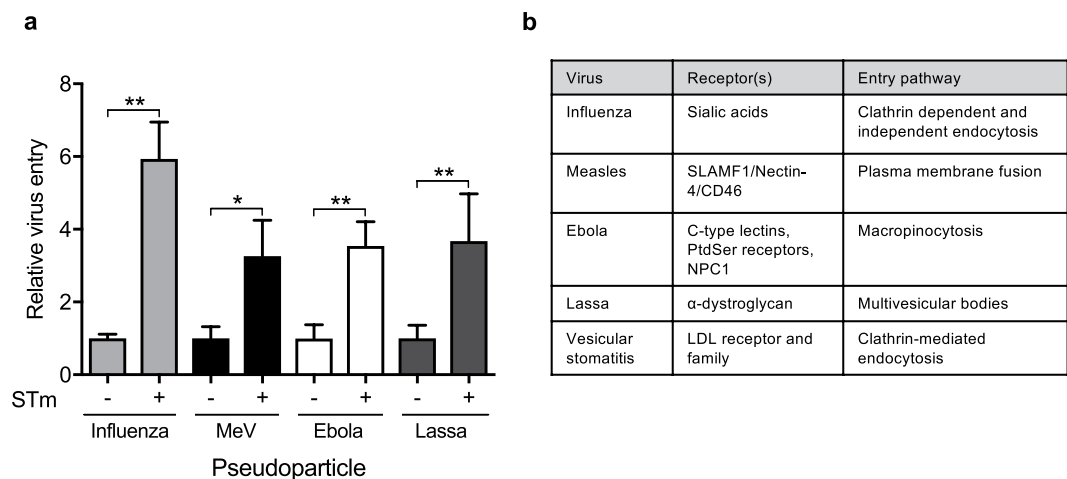 a
b
8
6
4
2
0
Relative virus entry
**
*
**
**
STm
- + - + - + - +
Influenza MeV Ebola Lassa
Pseudoparticle
Virus Receptor(s) Entry pathway
Influenza Sialic acids Clathrin dependent and
independent endocytosis
Measles SLAMF1/Nectin- Plasma membrane fusion
4/CD46
Ebola C-type lectins, Macropinocytosis
PtdSer receptors,
NPC1
Lassa α-dystroglycan Multivesicular bodies
Vesicular LDL receptor and Clathrin-mediated
stomatitis family endocytosis